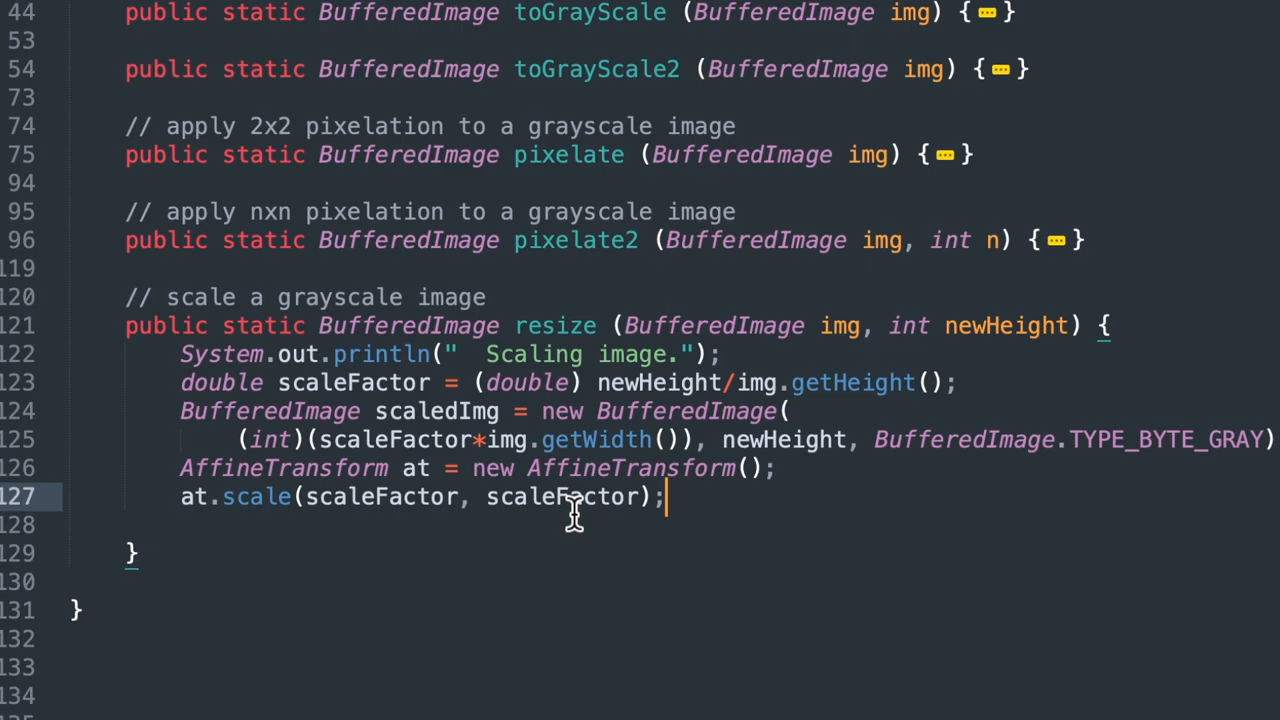 44 public static BufferedImage toGrayScale (BufferedImage img) {…}
53
54 public static BufferedImage toGrayScale2 (BufferedImage img) {…}
73
74 // apply 2x2 pixelation to a grayscale image
75 public static BufferedImage pixelate (BufferedImage img) {…}
94
95 // apply nxn pixelation to a grayscale image
96 public static BufferedImage pixelate2 (BufferedImage img, int n) {…}
119
120 // scale a grayscale image
121 public static BufferedImage resize (BufferedImage img, int newHeight) {
122 System.out.println("  Scaling image.");
123 double scaleFactor = (double) newHeight/img.getHeight();
124 BufferedImage scaledImg = new BufferedImage(
125 (int)(scaleFactor*img.getWidth()), newHeight, BufferedImage.TYPE_BYTE_GRAY)
126 AffineTransform at = new AffineTransform();
127 at.scale(scaleFactor, scaleFactor);
128
129 }
130
131 }
132
133
134